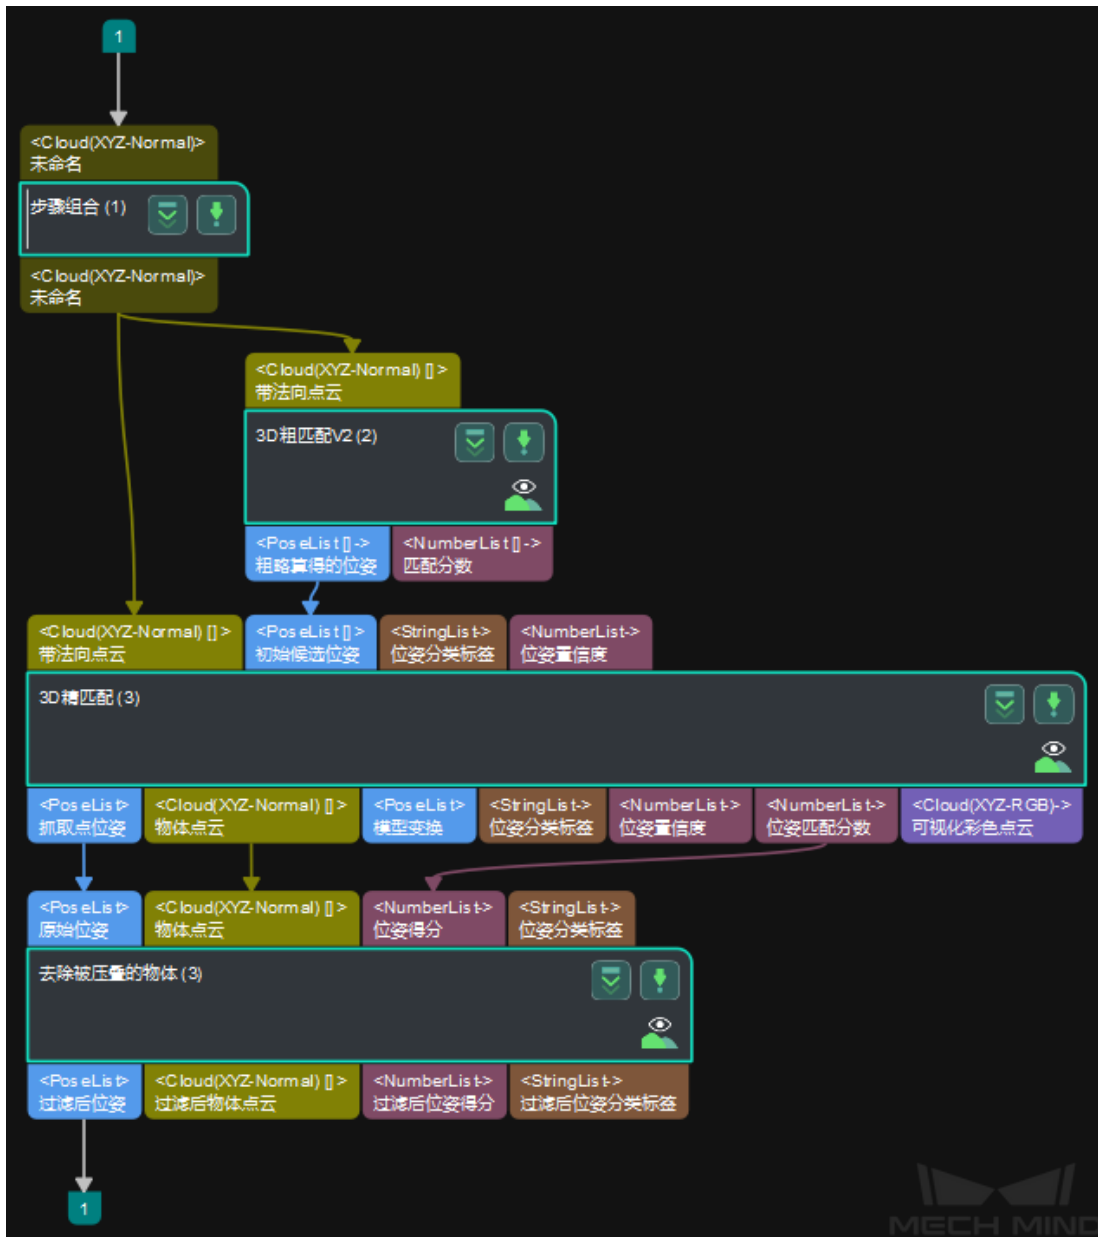 1
<Cloud(XYZ-Normal)>
未命名
步骤组合 (1)
<Cloud(XYZ-Normal)>
未命名
<Cloud(XYZ-Normal) []>
带法向点云
3D粗匹配V2 (2)
<PoseList[]->
粗略算得的位姿
<NumberList[]->
匹配分数
<Cloud(XYZ-Normal) []>
带法向点云
<PoseList[]>
初始候选位姿
<StringList->
位姿分类标签
<NumberList->
位姿置信度
3D精匹配 (3)
<PoseList>
抓取点位姿
<Cloud(XYZ-Normal) []>
物体点云
<PoseList>
模型变换
<StringList->
位姿分类标签
<NumberList->
位姿置信度
<NumberList->
位姿匹配分数
<Cloud(XYZ-RGB)->
可视化彩色点云
<PoseList>
原始位姿
<Cloud(XYZ-Normal) []>
物体点云
<NumberList->
位姿得分
<StringList->
位姿分类标签
去除被压叠的物体 (3)
<PoseList>
过滤后位姿
<Cloud(XYZ-Normal) []>
过滤后物体点云
<NumberList->
过滤后位姿得分
<StringList->
过滤后位姿分类标签
1
MECH MIND